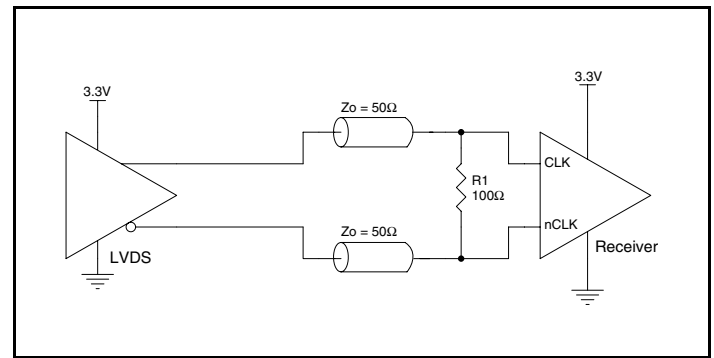 3.3V
3.3V
Zo = 50Ω
CLK
R1
100Ω
nCLK
Zo = 50Ω
Receiver
LVDS